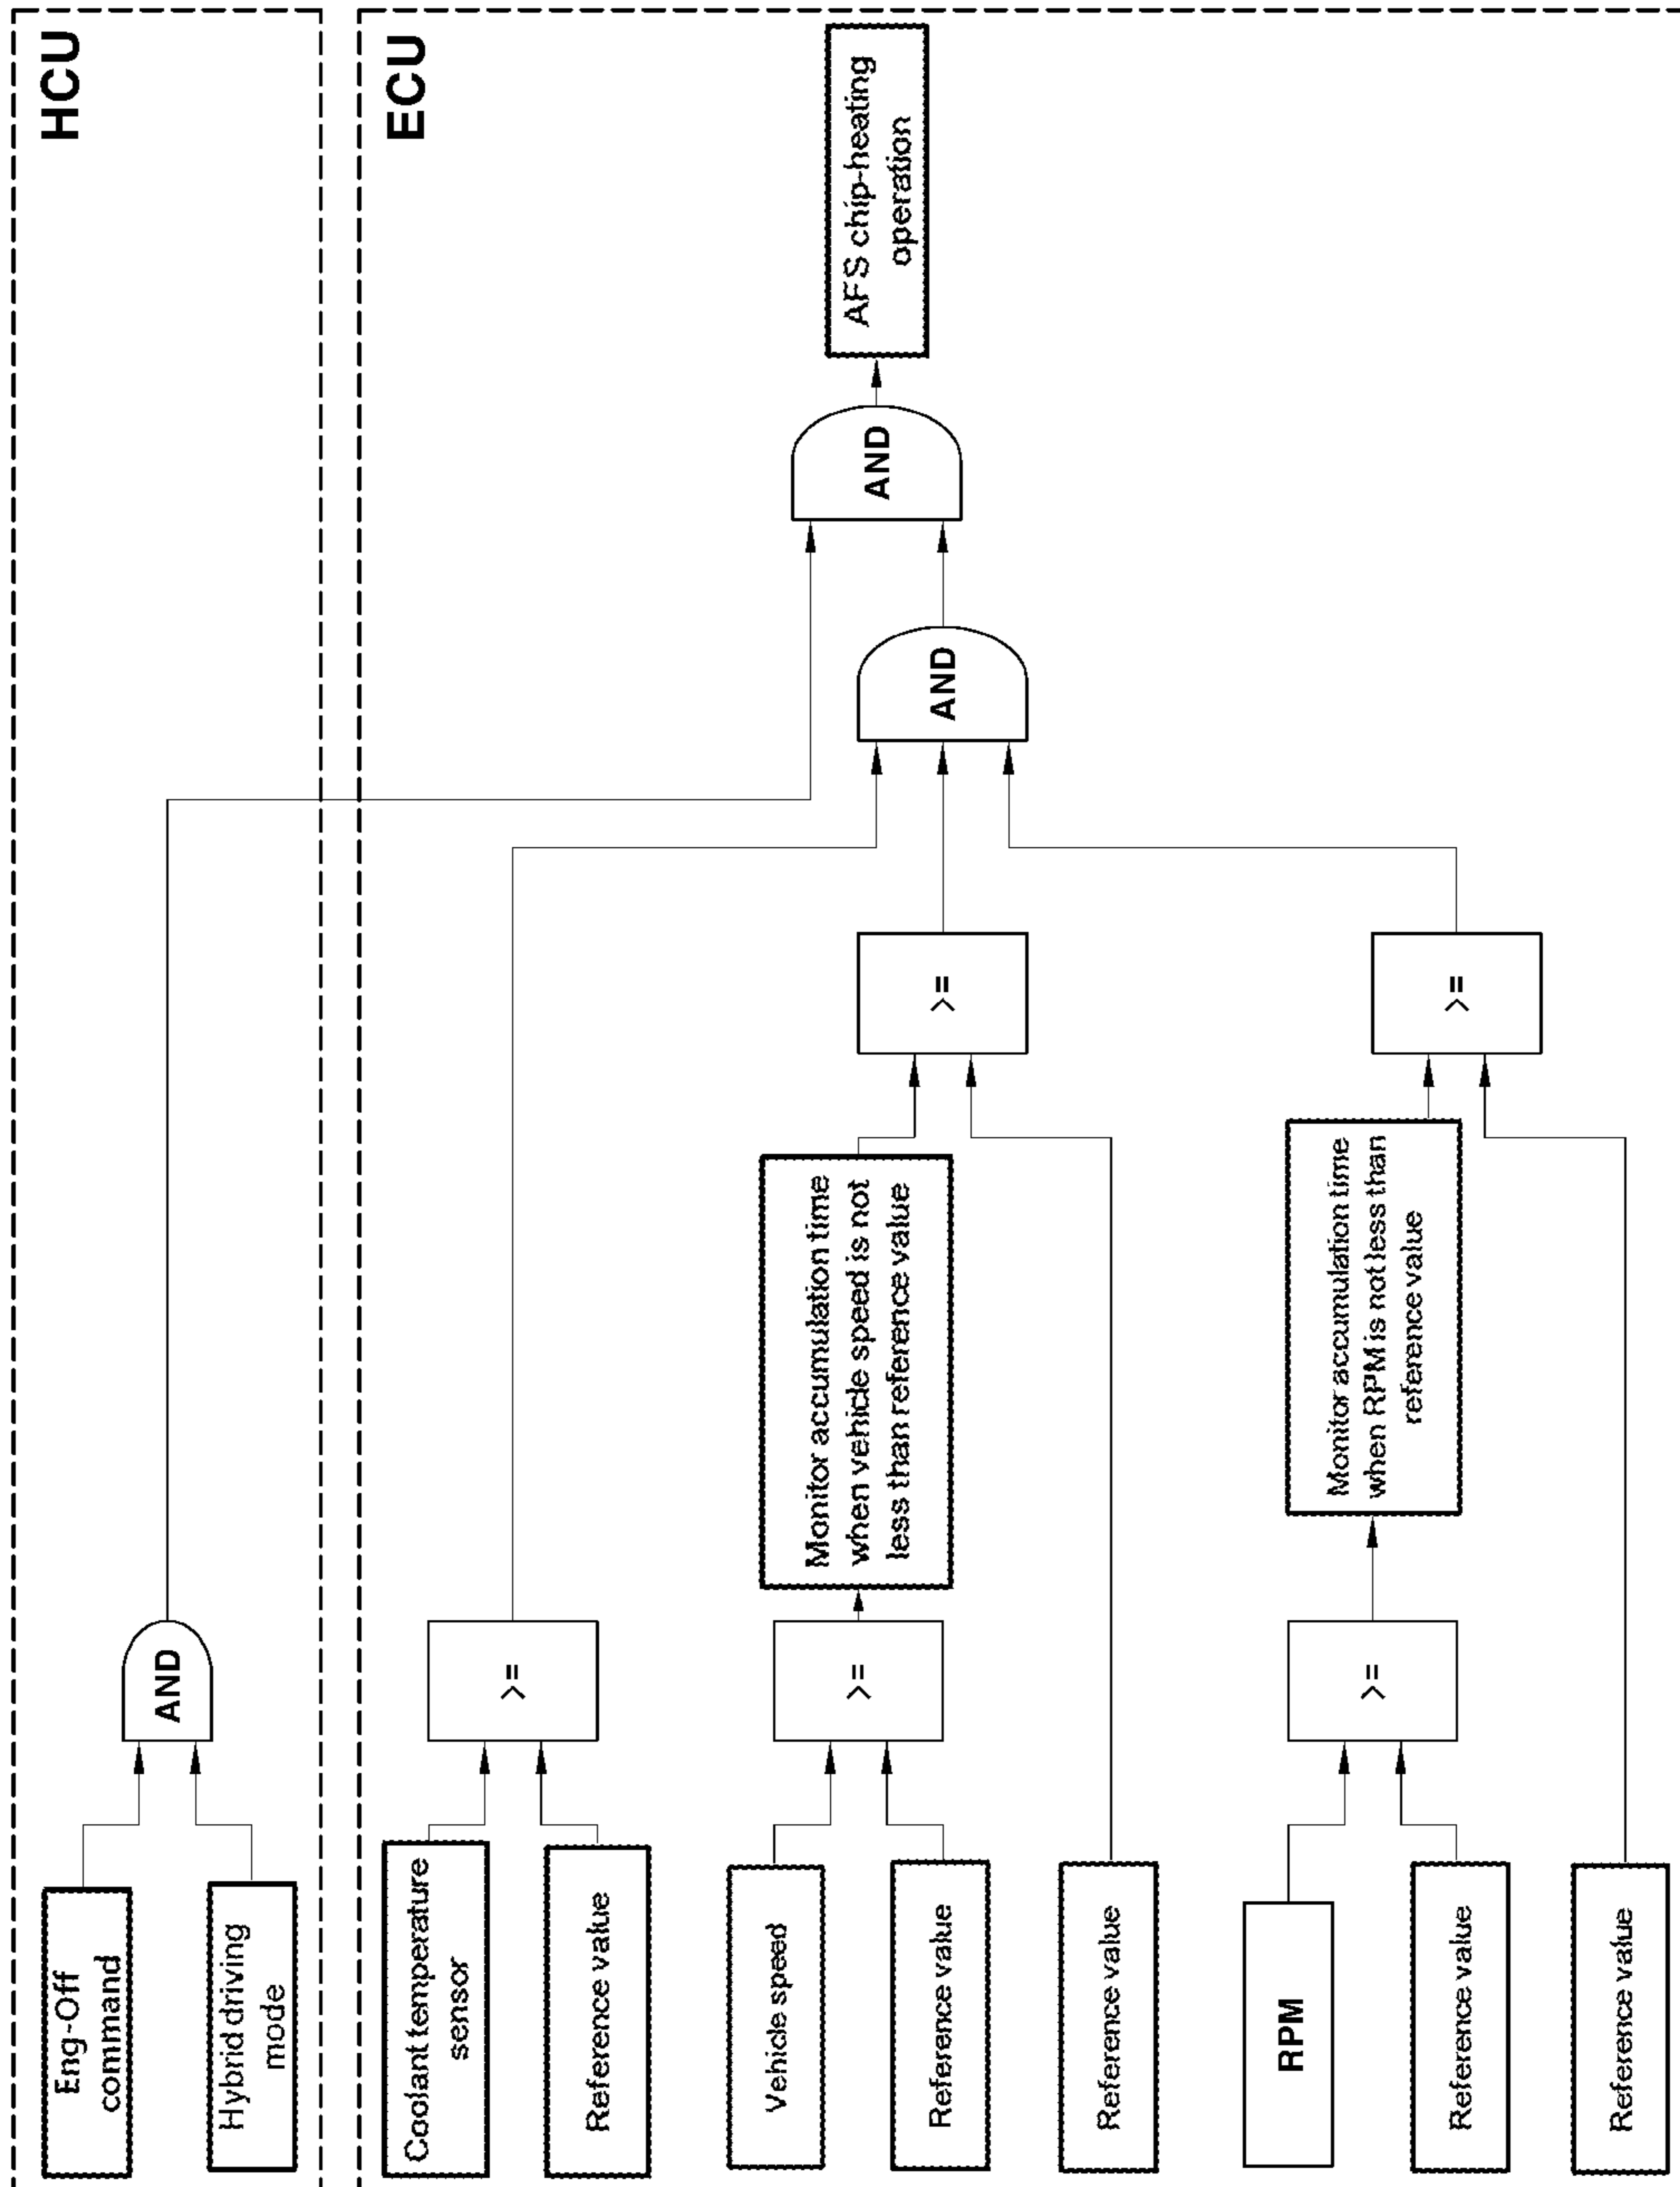 HCU
Eng-Off
command
Hybrid driving
mode
AND
ECU
Coolant temperature
sensor
Reference value
>=
Vehicle speed
Reference value
>=
Monitor accumulation time
when vehicle speed is not
less than reference value
Reference value
>=
RPM
Reference value
>=
Monitor accumulation time
when RPM is not less than
reference value
Reference value
>=
AND
AND
AFS chip-heating
operation